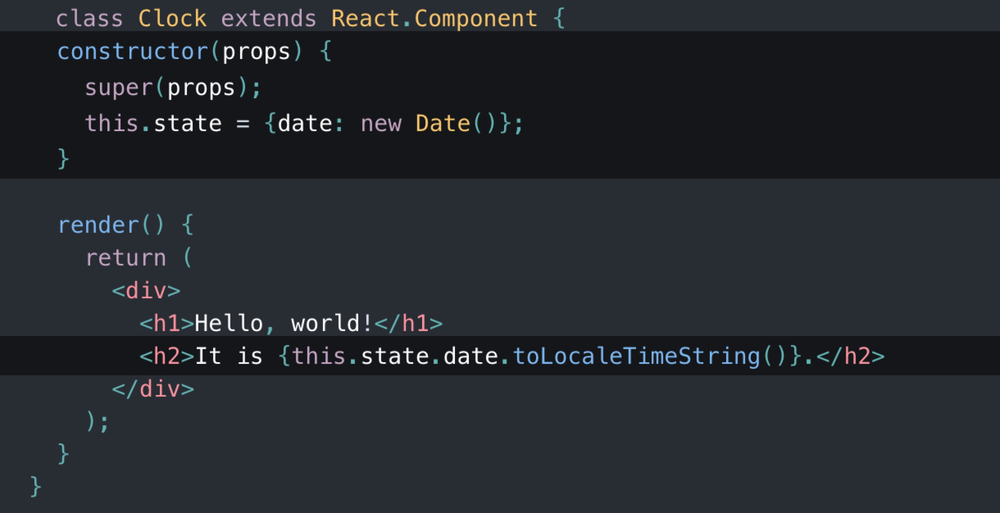 class Clock extends React.Component {
constructor(props) {
super(props);
this.state = {date: new Date()};
}
render() {
return (
<div>
<h1>Hello, world!</h1>
<h2>It is {this.state.date.toLocaleTimeString()}.</h2>
</div>
);
}
}